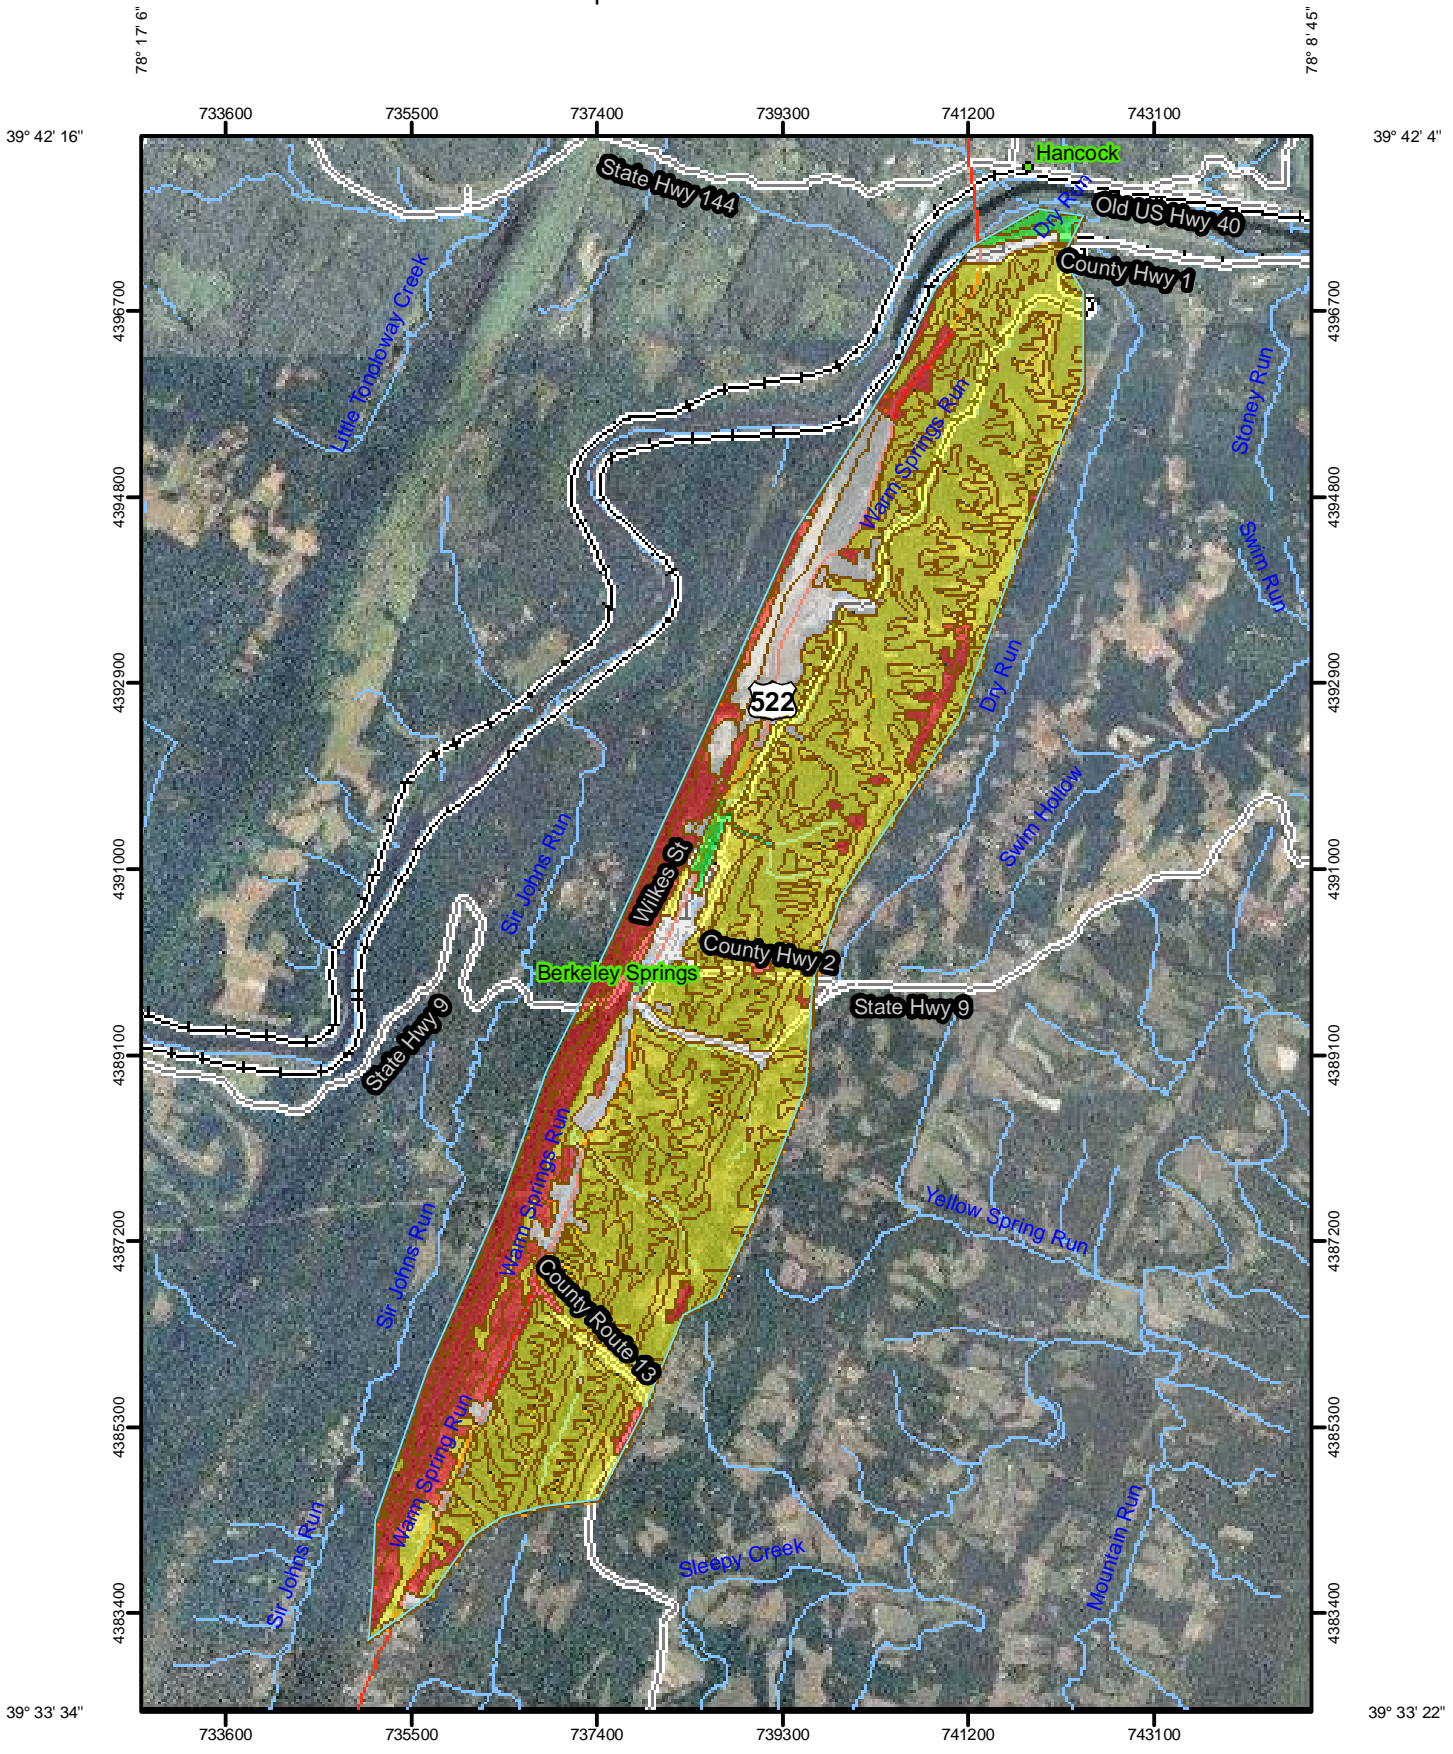 78° 17' 6"
78° 8' 45"
733600
735500
737400
739300
741200
743100
39° 42' 16"
39° 42' 4"
Hancock
State Hwy 144
Dry Run
Old US Hwy 40
County Hwy 1
Little Tonoloway Creek
4396700
4396700
Stoney Run
Warm Springs Run
4394800
4394800
Swim Run
4392900
4392900
Dry Run
522
Swim Hollow
Sir Johns Run
4391000
4391000
Wilkes St
County Hwy 2
Berkeley Springs
State Hwy 9
State Hwy 9
4389100
4389100
Warm Springs Run
Yellow Spring Run
4387200
4387200
Sir Johns Run
County Route 13
4385300
4385300
Warm Spring Run
Sir Johns Run
Sleepy Creek
Mountain Run
4383400
4383400
39° 33' 34"
39° 33' 22"
733600
735500
737400
739300
741200
743100